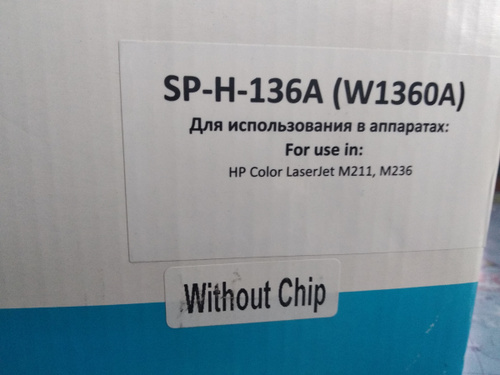 SP-H-136A (W1360A)
Для использования в аппаратах:
For use in:
HP Color LaserJet M211, M236
Without Chip